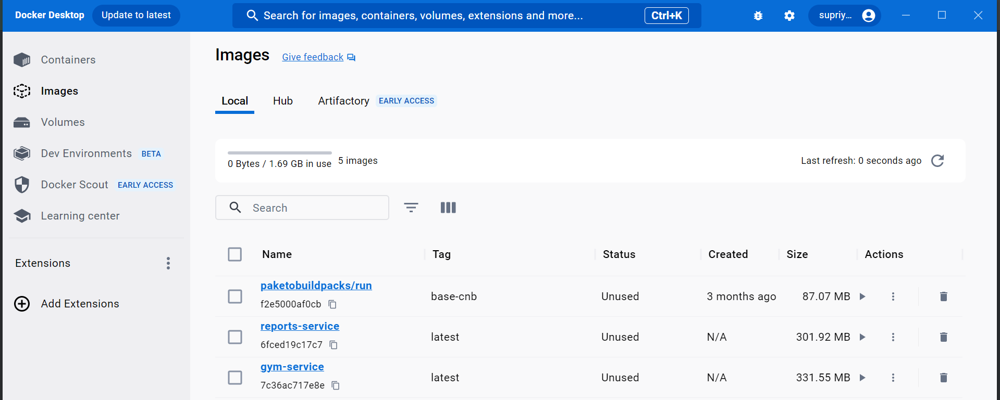 Docker Desktop Update to latest Search for images, containers, volumes, extensions and more... Ctrl+K supriy...
Containers
Images
Volumes
Dev Environments BETA
Docker Scout EARLY ACCESS
Learning center
Extensions
Add Extensions
Images Give feedback
Local Hub Artifactory EARLY ACCESS
0 Bytes / 1.69 GB in use 5 images Last refresh: 0 seconds ago
Search
Name Tag Status Created Size Actions
paketobuildpacks/run
f2e5000af0cb base-cnb Unused 3 months ago 87.07 MB
reports-service
6fced19c17c7 latest Unused N/A 301.92 MB
gym-service
7c36ac717e8e latest Unused N/A 331.55 MB